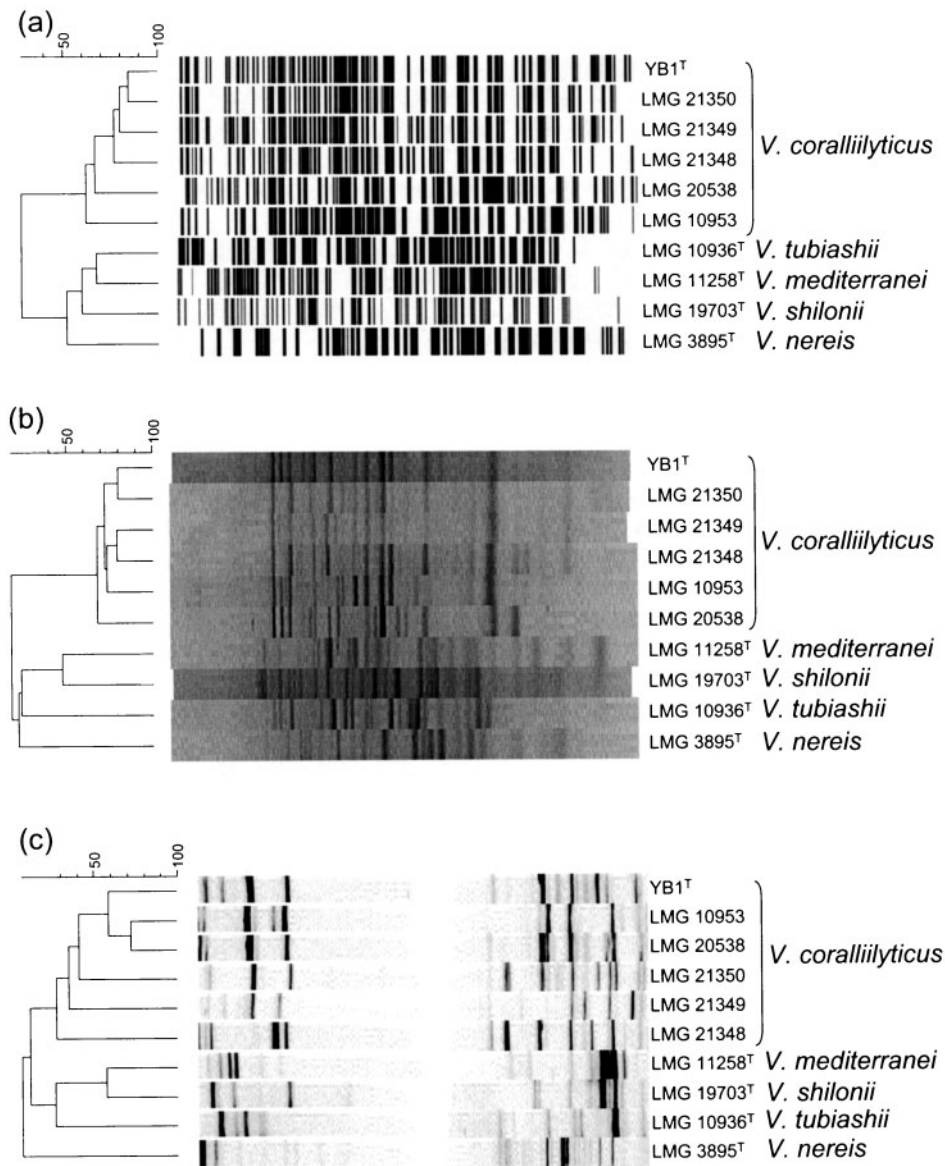 (a)
50
100
YB1ᵀ
LMG 21350
LMG 21349
LMG 21348
LMG 20538
LMG 10953
V. coralliilyticus
LMG 10936ᵀ V. tubiashii
LMG 11258ᵀ V. mediterranei
LMG 19703ᵀ V. shilonii
LMG 3895ᵀ V. nereis
(b)
50
100
YB1ᵀ
LMG 21350
LMG 21349
LMG 21348
LMG 10953
LMG 20538
V. coralliilyticus
LMG 11258ᵀ V. mediterranei
LMG 19703ᵀ V. shilonii
LMG 10936ᵀ V. tubiashii
LMG 3895ᵀ V. nereis
(c)
50
100
YB1ᵀ
LMG 10953
LMG 20538
LMG 21350
LMG 21349
LMG 21348
V. coralliilyticus
LMG 11258ᵀ V. mediterranei
LMG 19703ᵀ V. shilonii
LMG 10936ᵀ V. tubiashii
LMG 3895ᵀ V. nereis